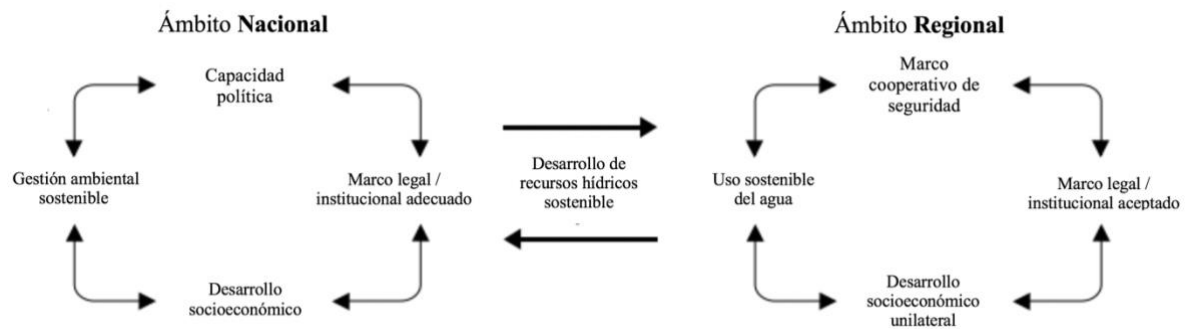 Ámbito Nacional
Capacidad
política
Gestión ambiental
sostenible
Marco legal /
institucional adecuado
Desarrollo
socioeconómico
Desarrollo de
recursos hídricos
sostenible
Ámbito Regional
Marco
cooperativo de
seguridad
Uso sostenible
del agua
Marco legal /
institucional aceptado
Desarrollo
socioeconómico
unilateral